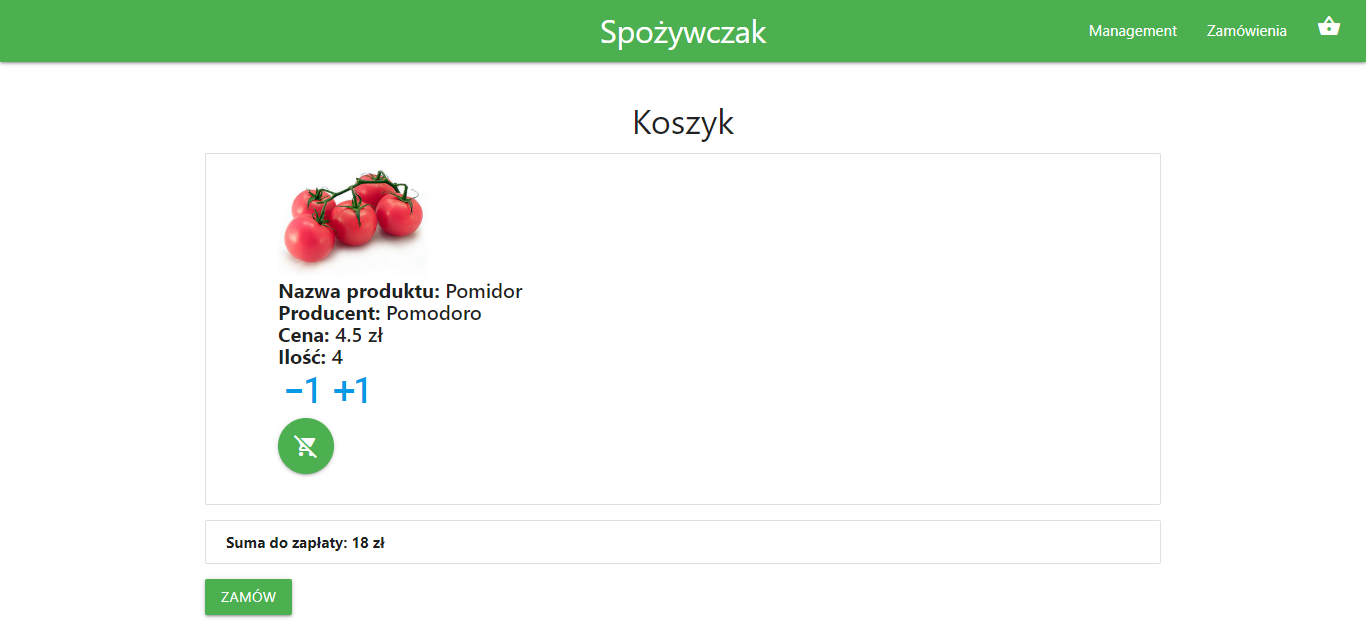 Spożywczak
Management
Zamówienia
Koszyk
Nazwa produktu: Pomidor
Producent: Pomodoro
Cena: 4.5 zł
Ilość: 4
−1 +1
Suma do zapłaty: 18 zł
ZAMÓW